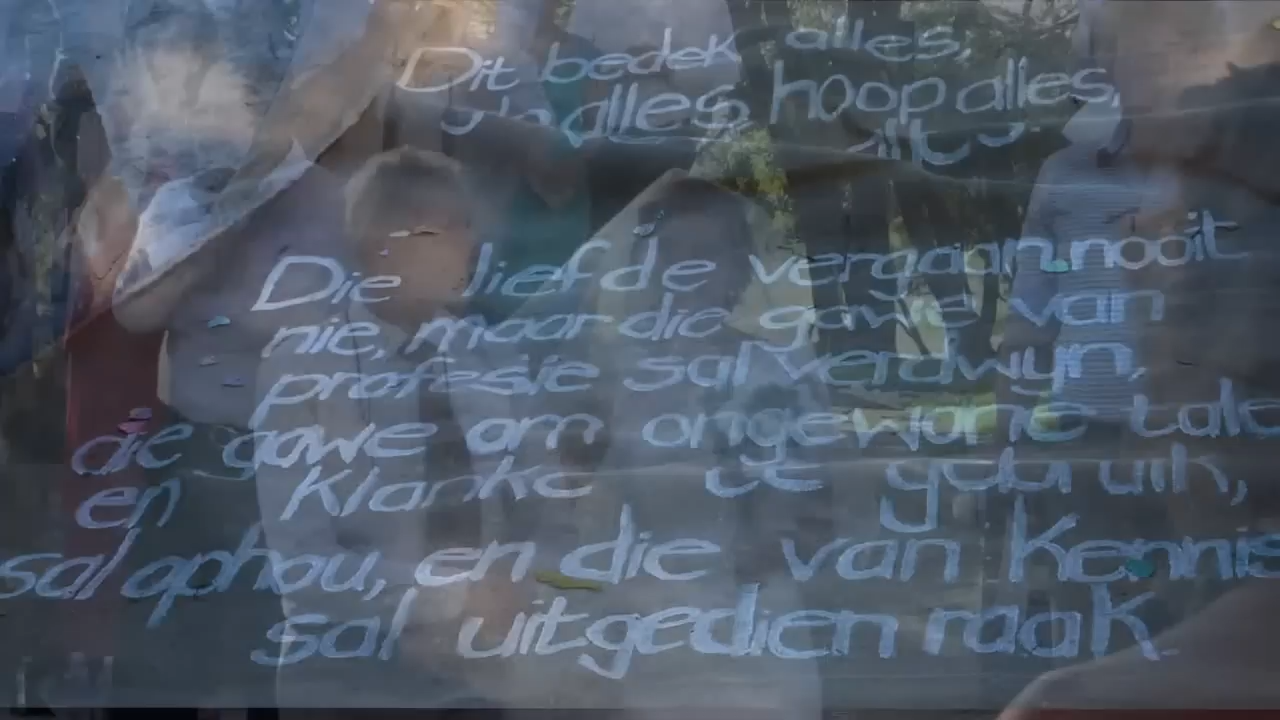 Dit bedek alles,
alles, hoop alles,
Die liefde vergaan nooit
nie, maar die gawe van
profesie sal verdwyn,
die gawe om ongewone tale
en Klanke te gebruik,
sal ophou, en die van Kennis
sal uitgedien raak.